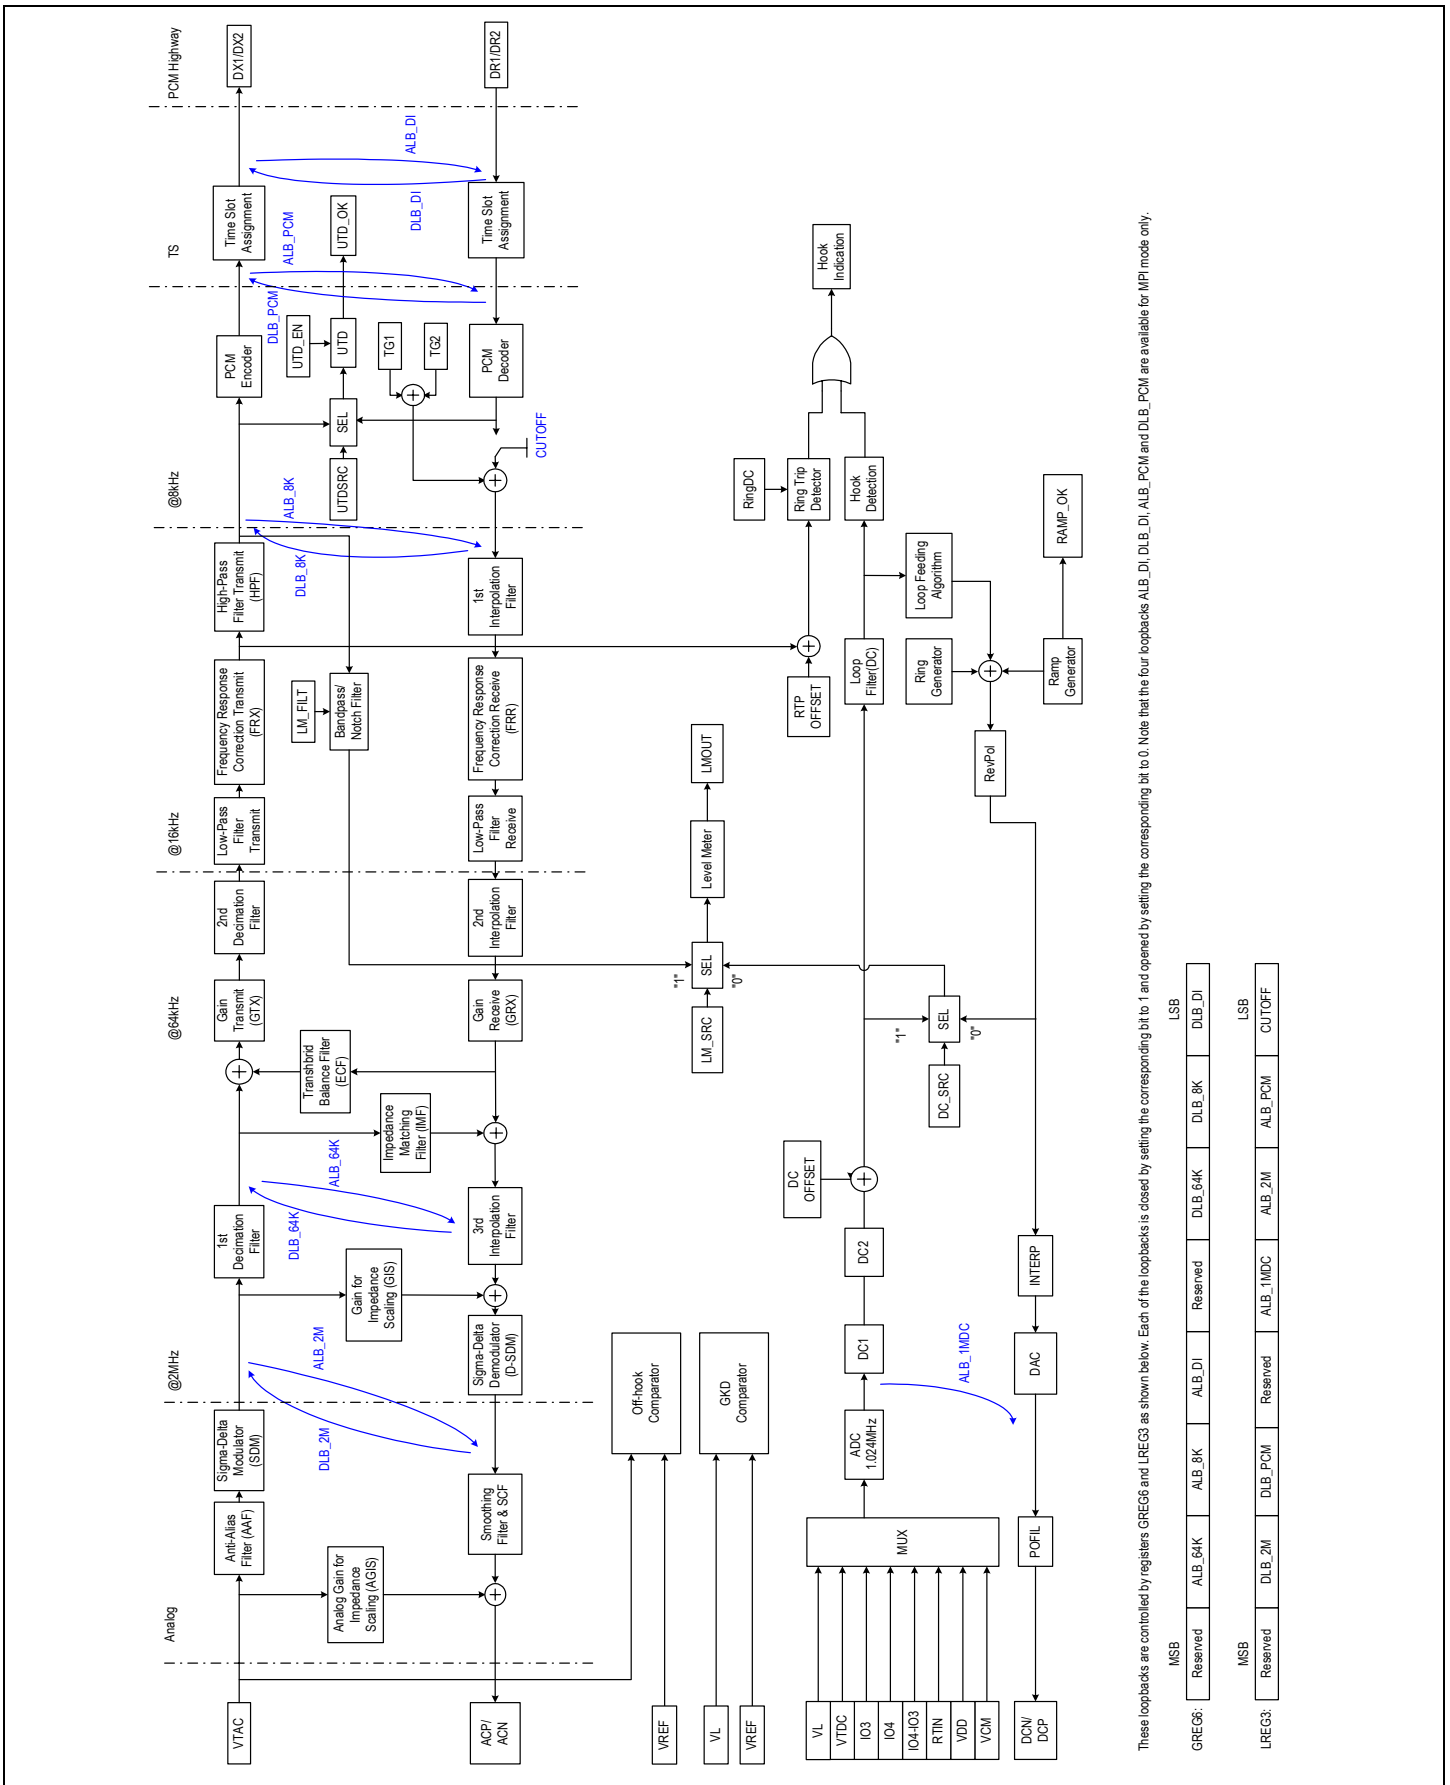 Analog
@2MHz
@64kHz
@16kHz
@8kHz
TS
PCM Highway
VTAC
Anti-Alias
Filter (AAF)
Sigma-Delta
Modulator
(SDM)
1st
Decimation
Filter
Gain
Transmit
(GTX)
2nd
Decimation
Filter
Low-Pass
Filter
Transmit
Frequency Response
Correction Transmit
(FRX)
High-Pass
Filter Transmit
(HPF)
PCM
Encoder
Time Slot
Assignment
DX1/DX2
Analog Gain for
Impedance
Scaling (AGIS)
DLB_2M
ALB_2M
Gain for
Impedance
Scaling (GIS)
DLB_64K
ALB_64K
Impedance
Matching
Filter (IMF)
Transhbrid
Balance Filter
(ECF)
LM_FILT
Bandpass/
Notch Filter
DLB_8K
ALB_8K
UTDSRC
SEL
UTD_EN
UTD
UTD_OK
TG1
TG2
DLB_PCM
ALB_PCM
DLB_DI
ALB_DI
ACP/
ACN
Smoothing
Filter & SCF
Sigma-Delta
Demodulator
(D-SDM)
3rd
Interpolation
Filter
Gain
Receive
(GRX)
2nd
Interpolation
Filter
Low-Pass
Filter
Receive
Frequency Response
Correction Receive
(FRR)
1st
Interpolation
Filter
CUTOFF
PCM
Decoder
Time Slot
Assignment
DR1/DR2
VREF
Off-hook
Comparator
VL
VREF
GKD
Comparator
LM_SRC
SEL
"1"
"0"
Level Meter
LMOUT
RTP
OFFSET
RingDC
Ring Trip
Detector
Hook
Indication
VL
VTDC
IO3
IO4
IO4-IO3
RTIN
VDD
VCM
MUX
ADC
1.024MHz
DC1
DC2
DC
OFFSET
Loop
Filter(DC)
Hook
Detection
Loop Feeding
Algorithm
DC_SRC
SEL
"1"
"0"
Ring
Generator
Ramp
Generator
RAMP_OK
RevPol
ALB_1MDC
DCN/
DCP
POFIL
DAC
INTERP
These loopbacks are controlled by registers GREG6 and LREG3 as shown below. Each of the loopbacks is closed by setting the corresponding bit to 1 and opened by setting the corresponding bit to 0. Note that the four loopbacks ALB_DI, DLB_DI, ALB_PCM and DLB_PCM are available for MPI mode only.
MSB LSB
GREG6: Reserved ALB_64K ALB_8K ALB_DI Reserved DLB_64K DLB_8K DLB_DI
MSB LSB
LREG3: Reserved DLB_2M DLB_PCM Reserved ALB_1MDC ALB_2M ALB_PCM CUTOFF